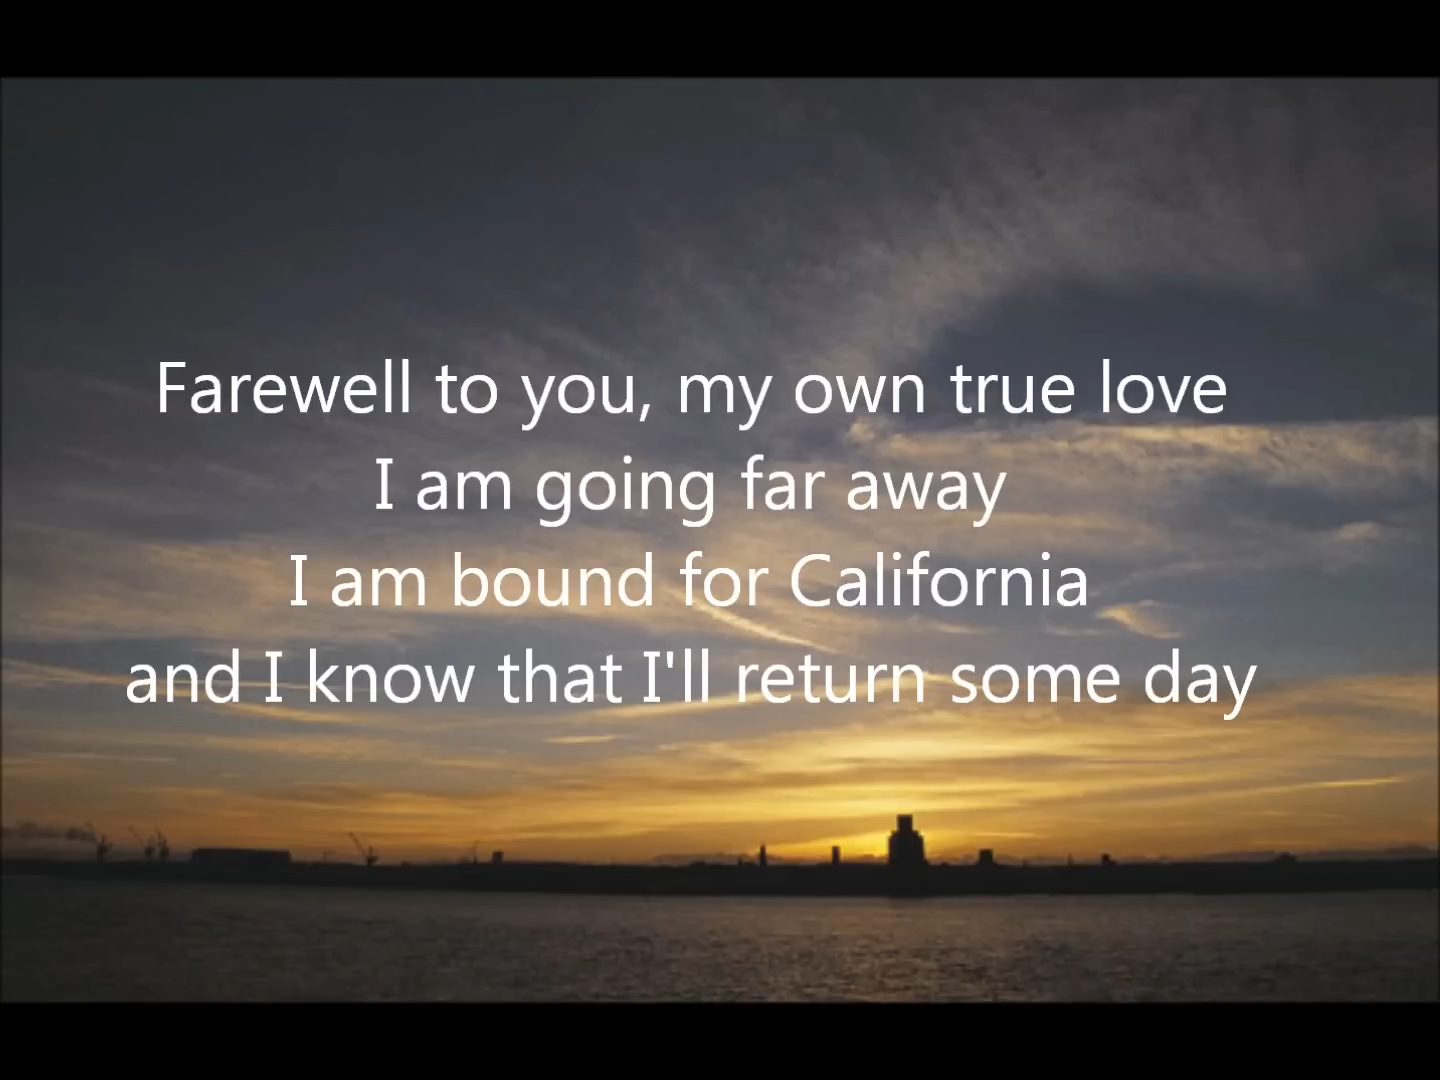 Farewell to you, my own true love
I am going far away
I am bound for California
and I know that I'll return some day